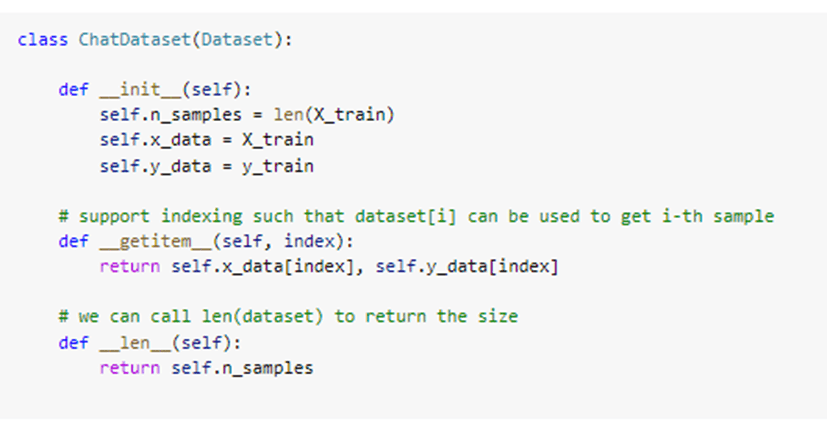 class ChatDataset(Dataset):
def __init__(self):
self.n_samples = len(X_train)
self.x_data = X_train
self.y_data = y_train
# support indexing such that dataset[i] can be used to get i-th sample
def __getitem__(self, index):
return self.x_data[index], self.y_data[index]
# we can call len(dataset) to return the size
def __len__(self):
return self.n_samples